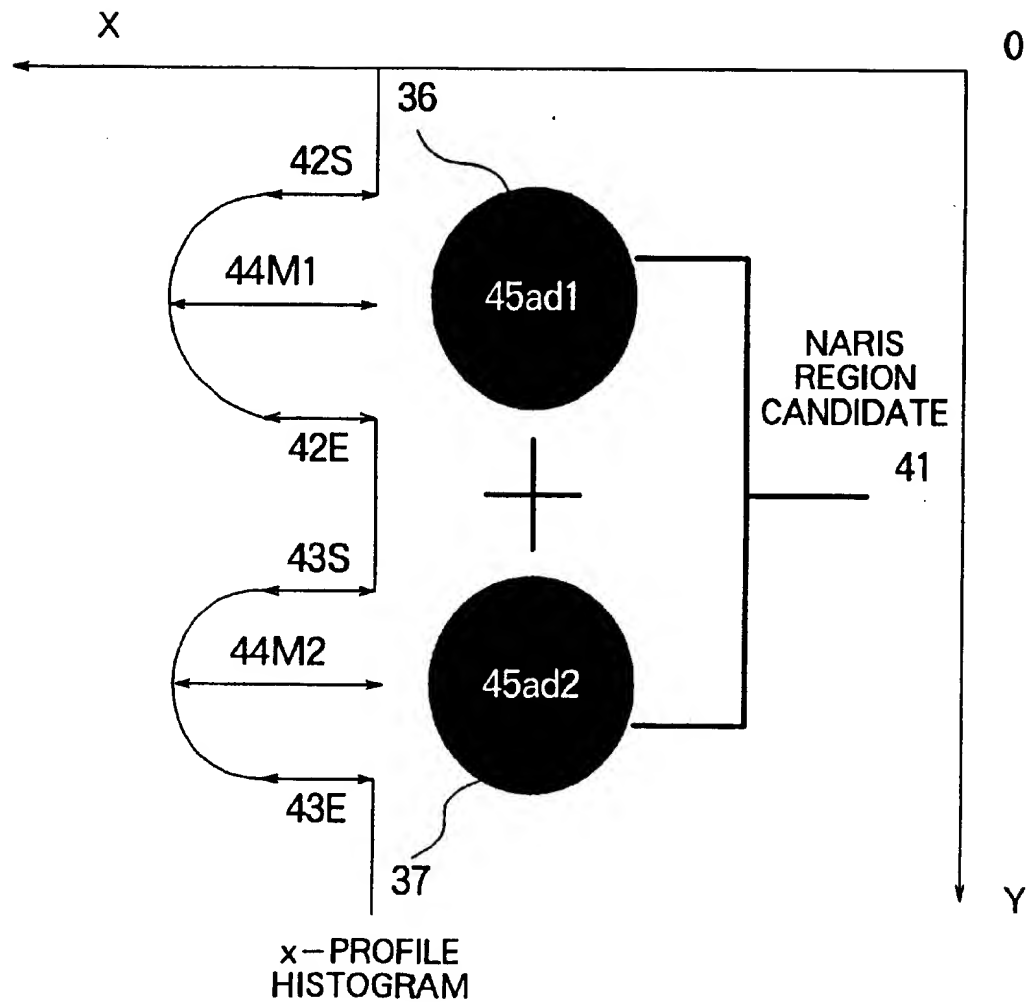 X
0
36
42S
44M1
45ad1
NARIS
REGION
CANDIDATE
41
42E
43S
44M2
45ad2
43E
37
Y
x-PROFILE
HISTOGRAM